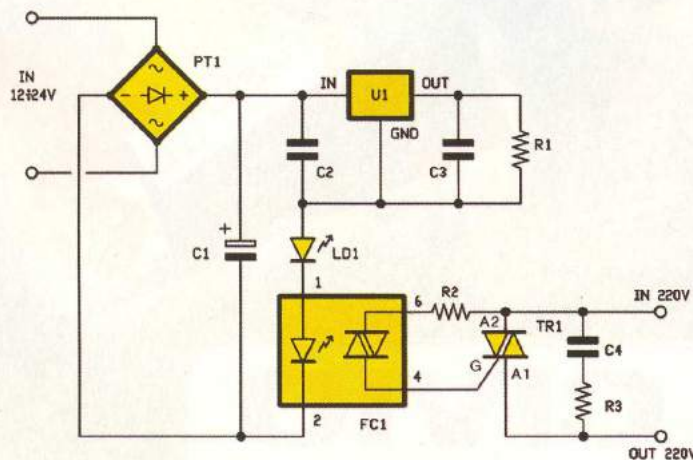 PT1
IN
12÷24V
~
- +
~
IN
U1
OUT
GND
C2
C3
R1
+
C1
LD1
1
6
R2
A2
TR1
IN 220V
C4
G
A1
4
R3
2
FC1
OUT 220V